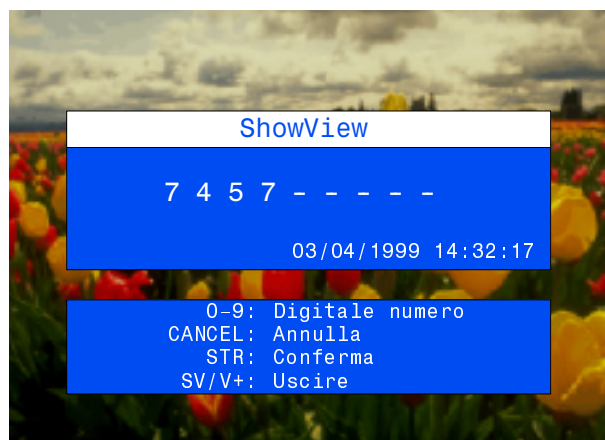 ShowView
7 4 5 7 - - - - -
03/04/1999 14:32:17
0-9: Digitale numero
CANCEL: Annulla
STR: Conferma
SV/V+: Uscire